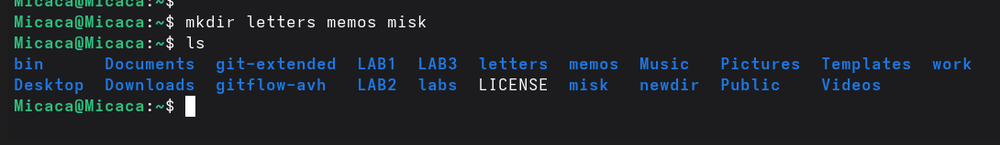 Micaca@Micaca:~$
Micaca@Micaca:~$ mkdir letters memos misk
Micaca@Micaca:~$ ls
bin Documents git-extended LAB1 LAB3 letters memos Music Pictures Templates work
Desktop Downloads gitflow-avh LAB2 labs LICENSE misk newdir Public Videos
Micaca@Micaca:~$